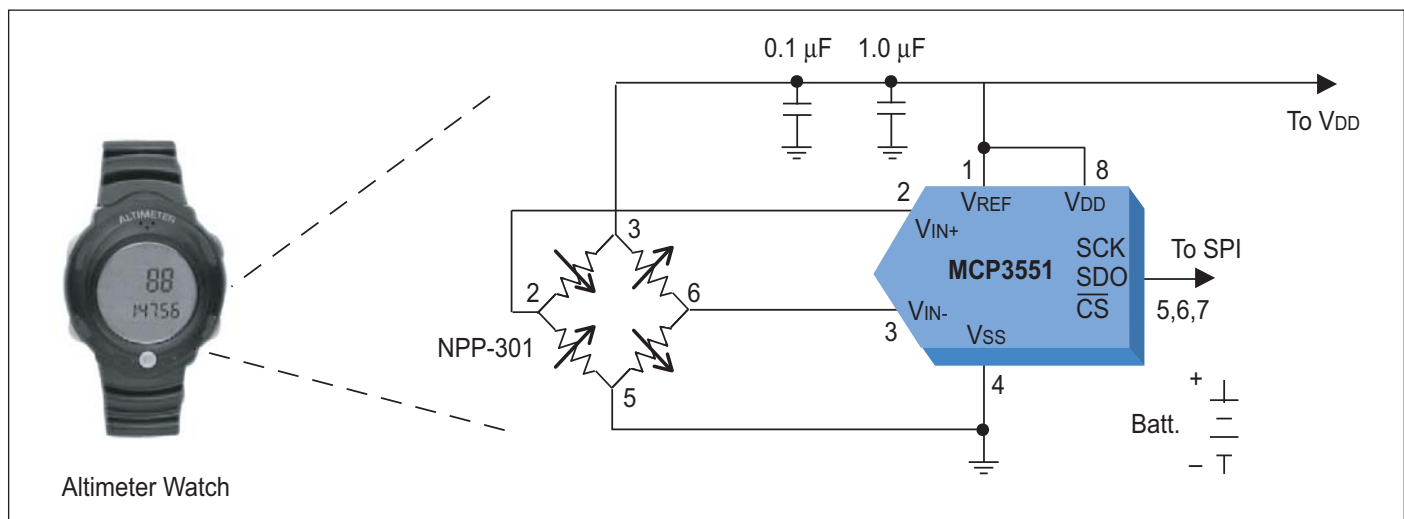 0.1 µF
1.0 µF
To VDD
1
8
2
VREF
VDD
VIN+
3
SCK
To SPI
MCP3551
SDO
2
6
CS
5,6,7
VIN-
3
VSS
NPP-301
5
4
+
Batt.
–
ALTIMETER
88
14756
Altimeter Watch